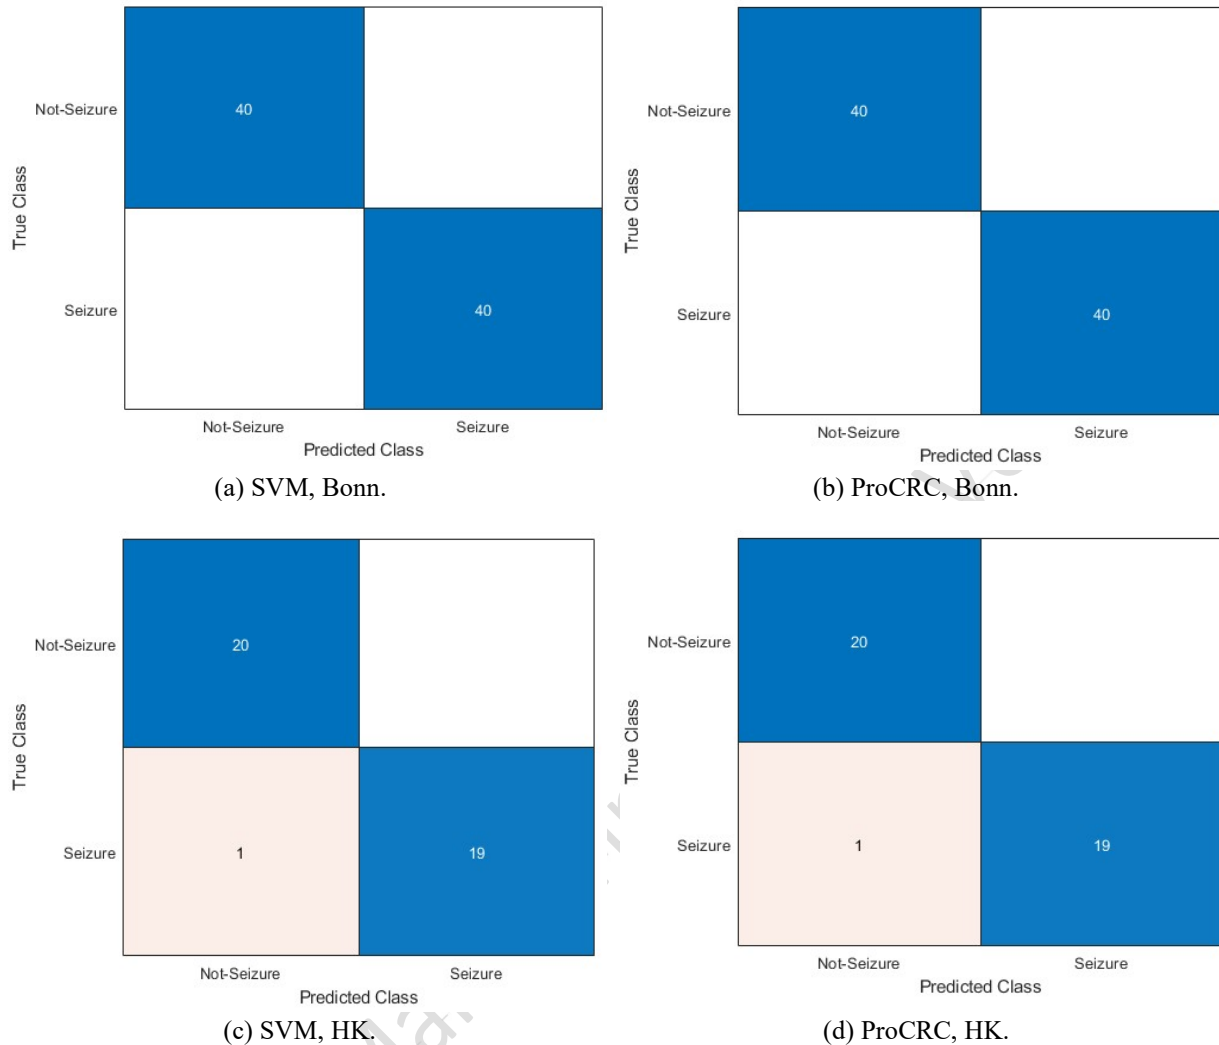 Not-Seizure
40
True Class
Seizure
40
Not-Seizure Seizure
Predicted Class
(a) SVM, Bonn.
Not-Seizure
40
True Class
Seizure
40
Not-Seizure Seizure
Predicted Class
(b) ProCRC, Bonn.
Not-Seizure
20
True Class
Seizure
1 19
Not-Seizure Seizure
Predicted Class
(c) SVM, HK.
Not-Seizure
20
True Class
Seizure
1 19
Not-Seizure Seizure
Predicted Class
(d) ProCRC, HK.